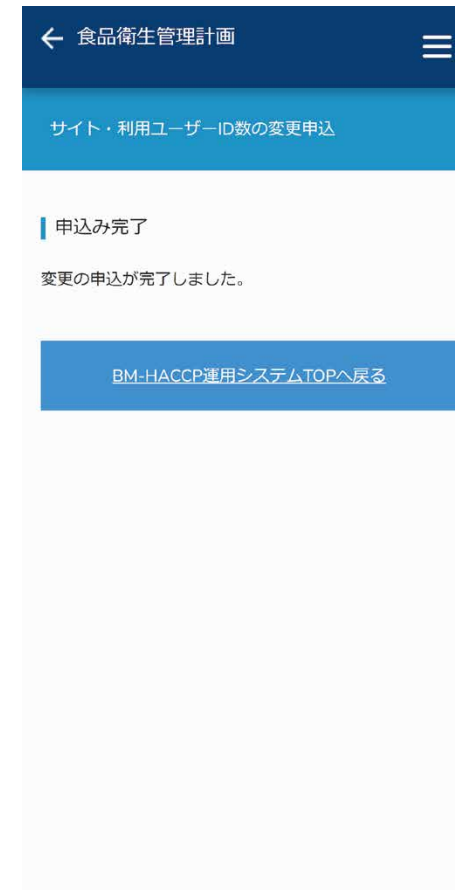 食品衛生管理計画
サイト・利用ユーザーID数の変更申込
申込み完了
変更の申込が完了しました。
BM-HACCP運用システムTOPへ戻る